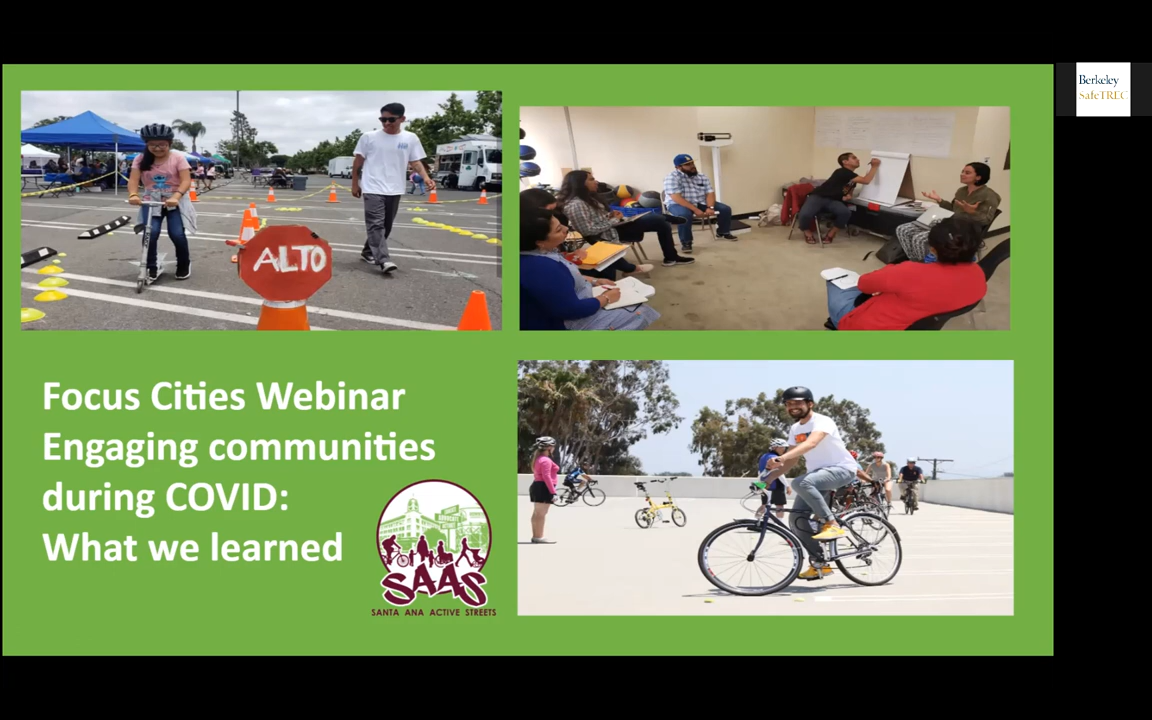 Berkeley
SafeTREC
ALTO
Focus Cities Webinar
Engaging communities
during COVID:
What we learned
SAAS
SANTA ANA ACTIVE STREETS